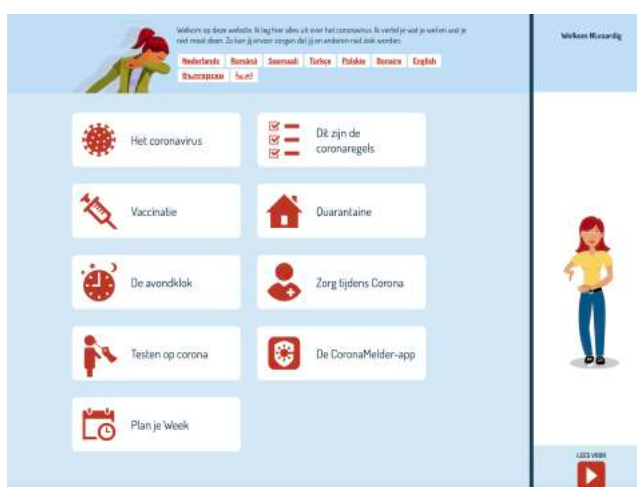 Welkom op deze website. Ik leg hier alles uit over het coronavirus. Ik vertel je wat je wel en wat je
niet moet doen. Zo kan jij ervoor zorgen dat jij en anderen niet ziek worden.
Nederlands Română Soomaali Türkçe Polskie Bonaire English
Български
Welkom NLvaardig
Het coronavirus
Dit zijn de
coronaregels
Vaccinatie
Quarantaine
De avondklok
Zorg tijdens Corona
Testen op corona
De CoronaMelder-app
Plan je Week
LEES VOOR